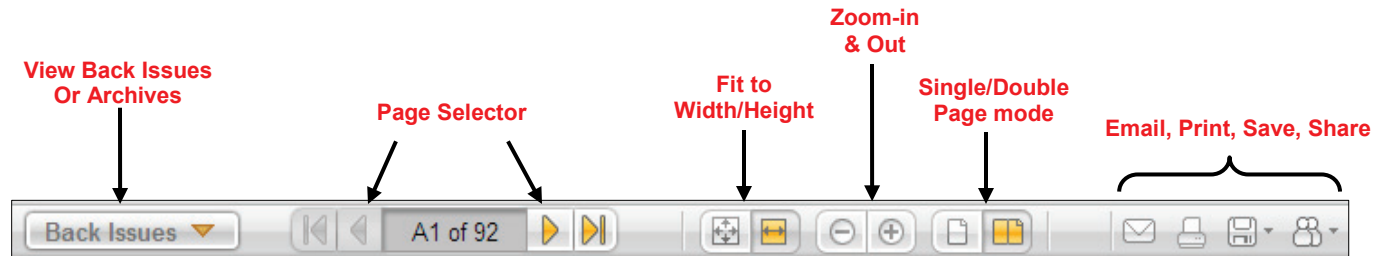 Zoom-in
& Out
View Back Issues
Or Archives
Page Selector
Fit to
Width/Height
Single/Double
Page mode
Email, Print, Save, Share
Back Issues
A1 of 92